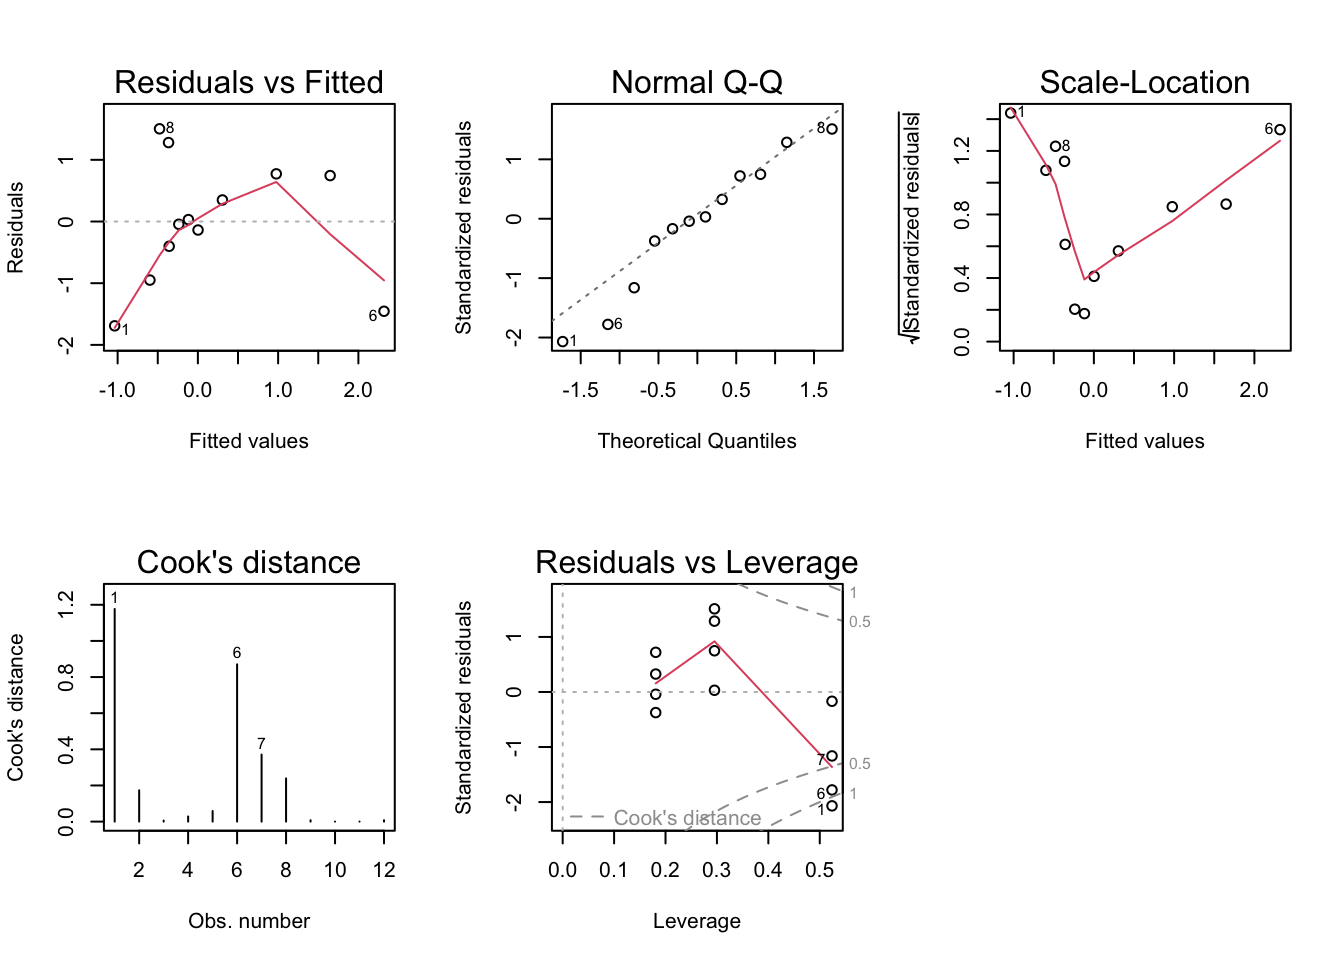 Residuals vs Fitted
Residuals
1
0
-1
-2
8
1
6
-1.0 0.0 1.0 2.0
Fitted values
Normal Q-Q
Standardized residuals
1
0
-1
-2
8
6
1
-1.5 -0.5 0.5 1.5
Theoretical Quantiles
Scale-Location
√|Standardized residuals|
1.2
0.8
0.4
0.0
1
8
6
-1.0 0.0 1.0 2.0
Fitted values
Cook's distance
Cook's distance
1.2
0.8
0.4
0.0
1
6
7
2 4 6 8 10 12
Obs. number
Residuals vs Leverage
Standardized residuals
1
0
-1
-2
1
0.5
0.5
1
7
6
1
Cook's distance
0.0 0.1 0.2 0.3 0.4 0.5
Leverage